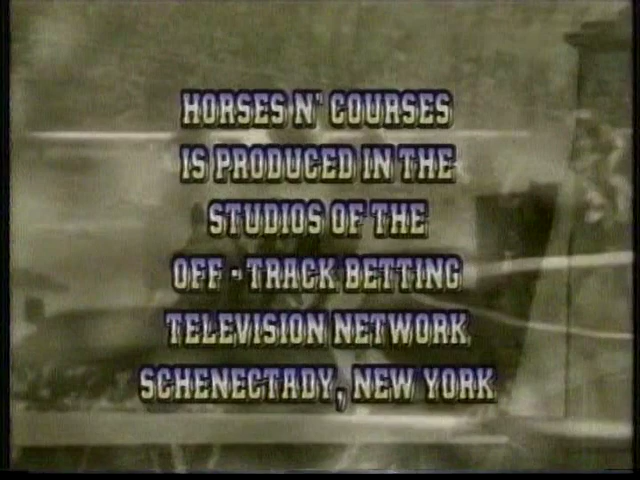 HORSES N' COURSES
IS PRODUCED IN THE
STUDIOS OF THE
OFF-TRACK BETTING
TELEVISION NETWORK
SCHENECTADY, NEW YORK